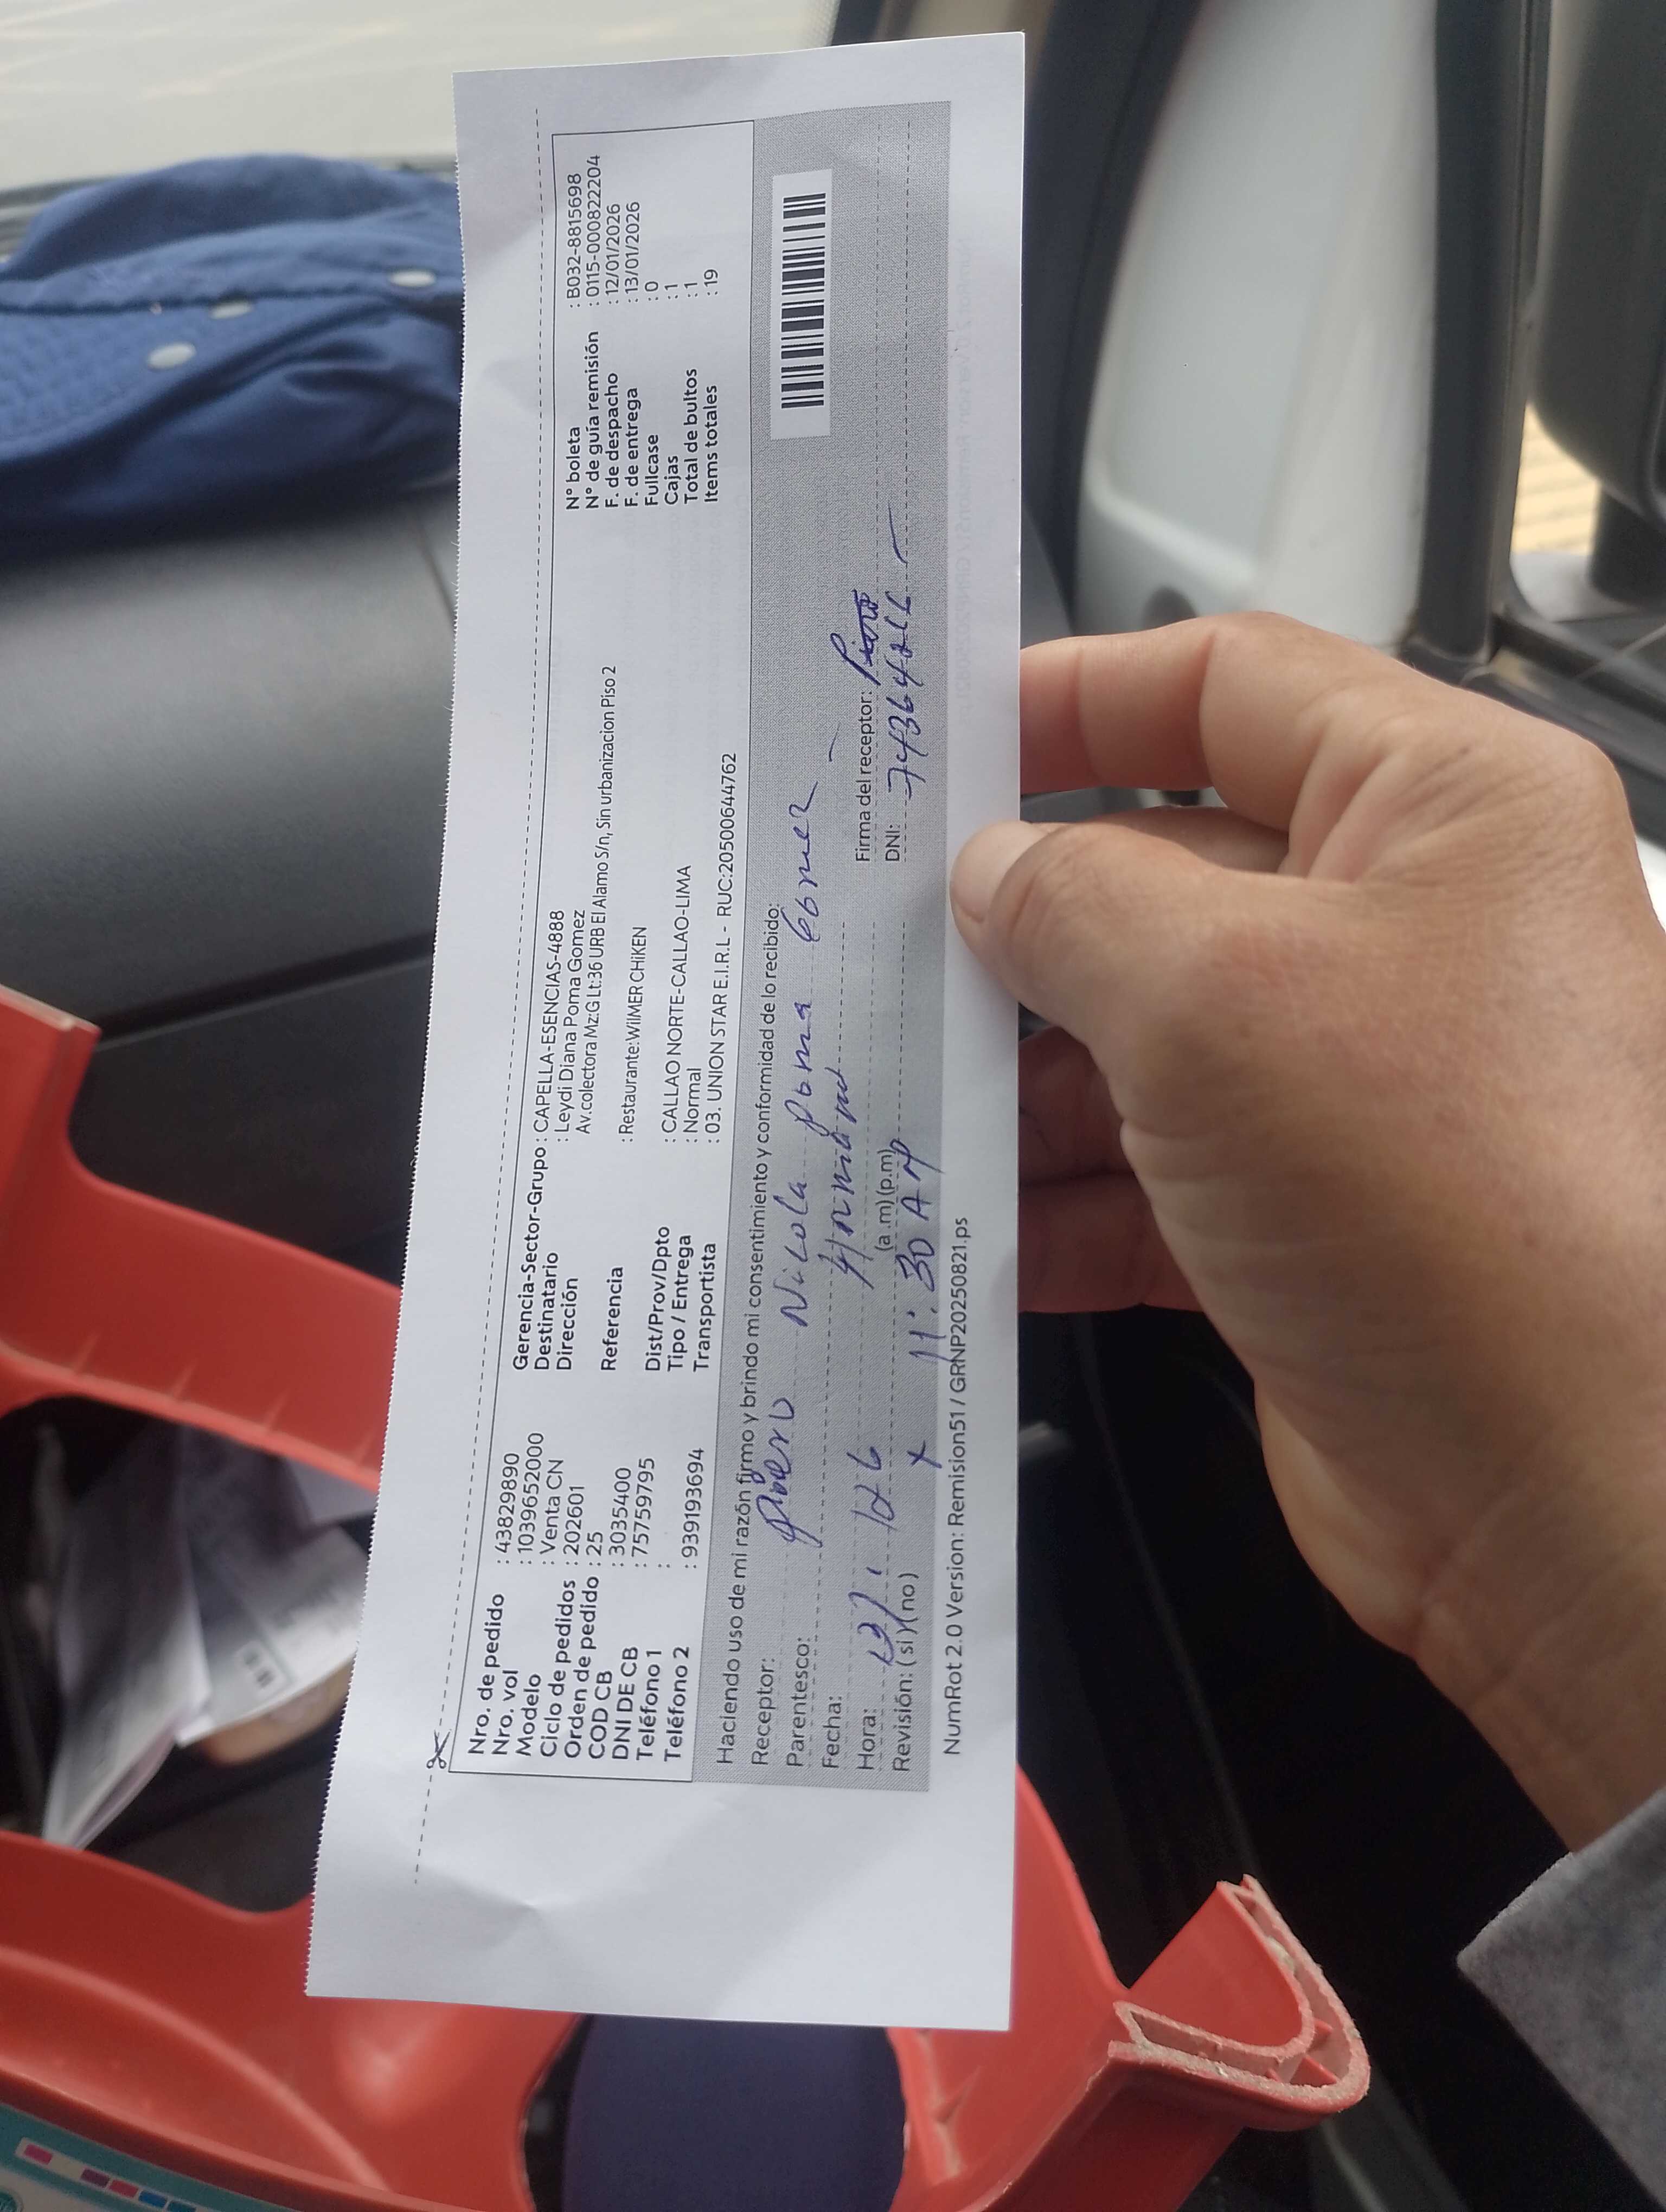 Nro. de pedido : 43829890
Nro. vol : 1039652000
Modelo : Venta CN
Ciclo de pedidos : 202601
Orden de pedido : 25
COD CB : 3035400
DNI DE CB : 75759795
Teléfono 1 :
Teléfono 2 : 939193694
Gerencia-Sector-Grupo : CAPELLA-ESENCIAS-4888
Destinatario : Leydi Diana Poma Gomez
Dirección Av.colectora Mz:G Lt:36 URB El Alamo S/n, Sin urbanizacion Piso 2
Referencia : Restaurante:WilMER CHiKEN
Dist/Prov/Dpto : CALLAO NORTE-CALLAO-LIMA
Tipo / Entrega : Normal
Transportista : 03. UNION STAR E.I.R.L - RUC:20500644762
N° boleta : B032-8815698
N° de guía remisión : 0115-000822204
F. de despacho : 12/01/2026
F. de entrega : 13/01/2026
Fullcase : 0
Cajas : 1
Total de bultos : 1
Items totales : 19
Haciendo uso de mi razón firmo y brindo mi consentimiento y conformidad de lo recibido:
Receptor: Nicola poma
Parentesco:
Fecha:
Hora: 11:30 AM (a.m) (p.m)
Revisión: ( si ) (no ) X
Firma del receptor:
DNI:
NumRot 2.0 Version: Remision51 / GRNP20250821.ps